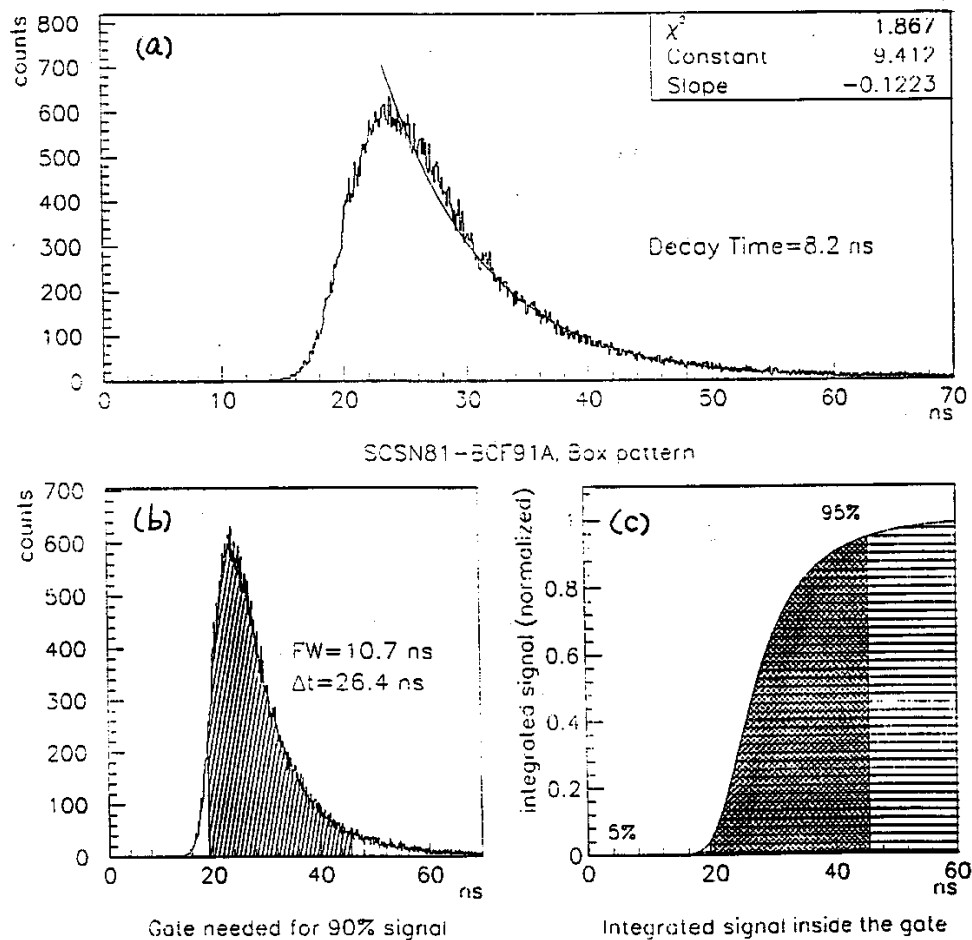 (a)
counts
800
700
600
500
400
300
200
100
0
χ² 1.867
Constant 9.412
Slope -0.1223
Decay Time=8.2 ns
0 10 20 30 40 50 60 70
ns
SCSN81-BCF91A, Box pattern
(b)
counts
700
600
500
400
300
200
100
0
FW=10.7 ns
Δt=26.4 ns
0 20 40 60
ns
Gate needed for 90% signal
(c)
integrated signal (normalized)
1
0.8
0.6
0.4
0.2
0
95%
5%
0 20 40 60
ns
Integrated signal inside the gate